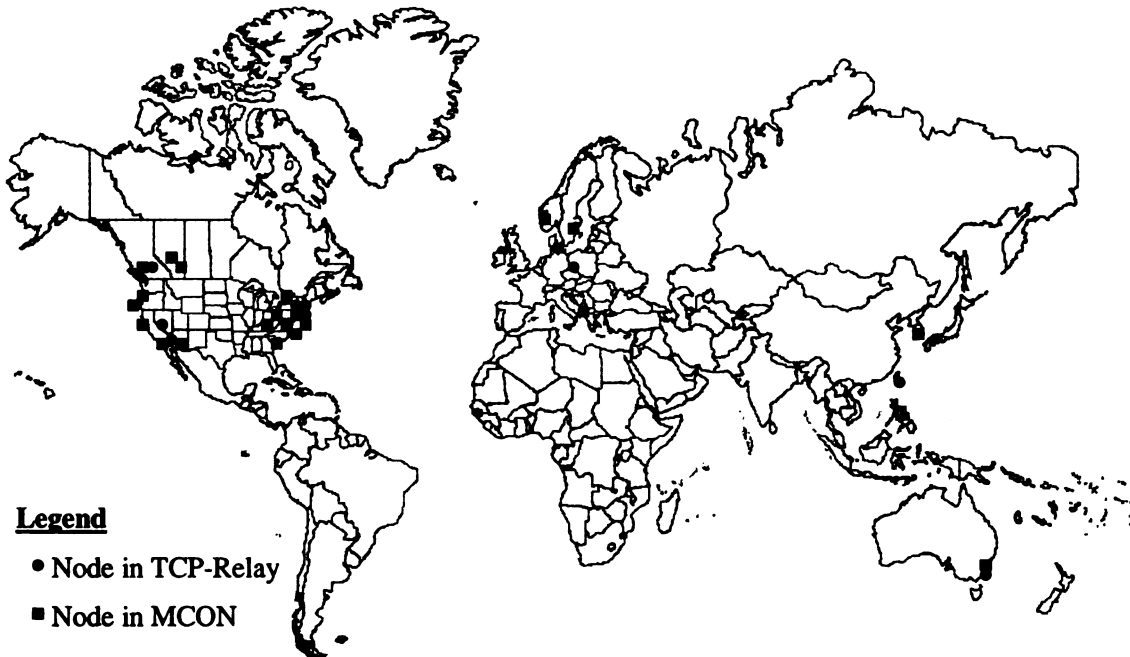 Legend
● Node in TCP-Relay
■ Node in MCON